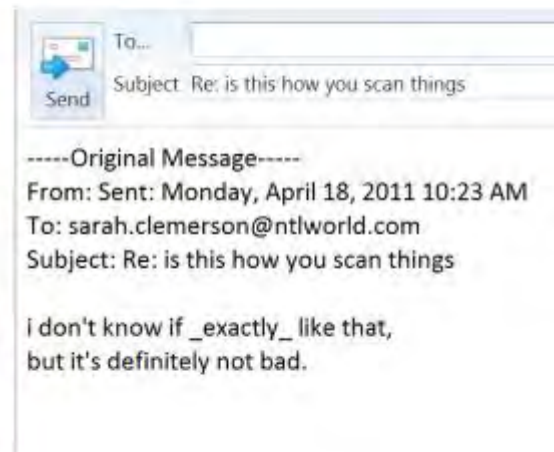 To...
Subject Re: is this how you scan things
Send
-----Original Message-----
From: Sent: Monday, April 18, 2011 10:23 AM
To: sarah.clemerson@ntlworld.com
Subject: Re: is this how you scan things
i don't know if _exactly_ like that,
but it's definitely not bad.